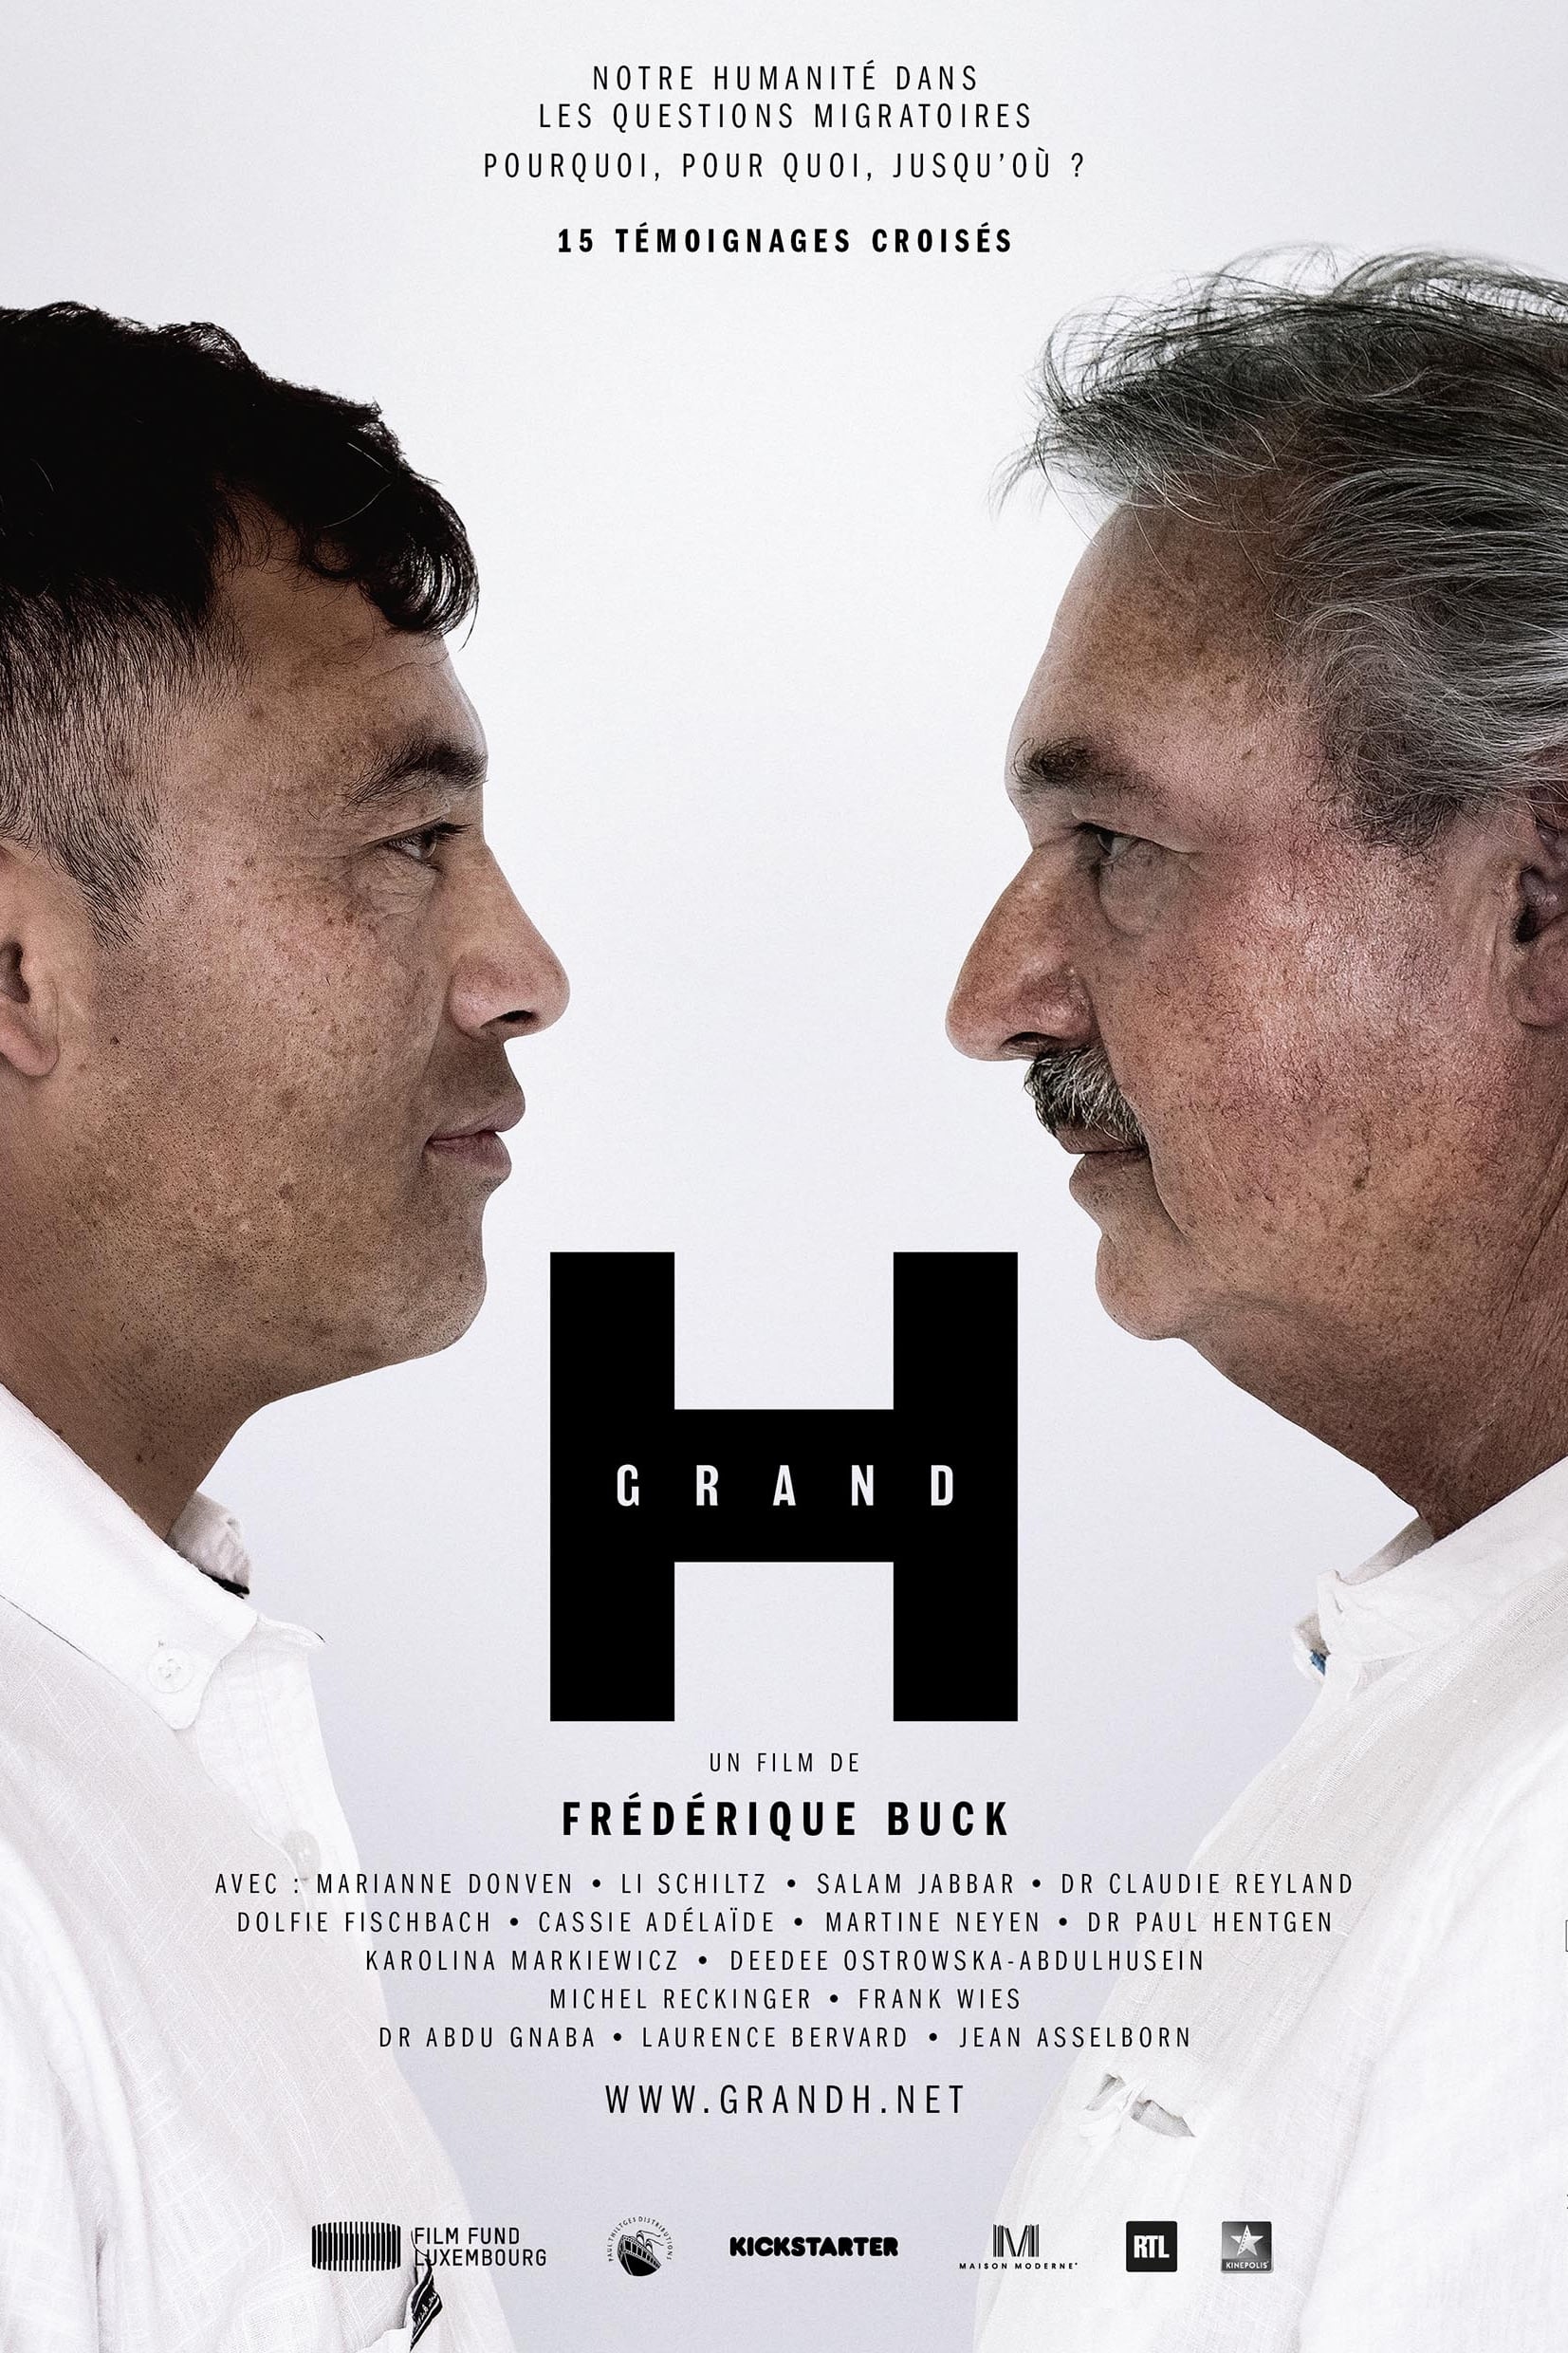 NOTRE HUMANITÉ DANS
LES QUESTIONS MIGRATOIRES
POURQUOI, POUR QUOI, JUSQU'OÙ ?
15 TÉMOIGNAGES CROISÉS
GRAND
H
UN FILM DE
FRÉDÉRIQUE BUCK
AVEC : MARIANNE DONVEN • LI SCHILTZ • SALAM JABBAR • DR CLAUDIE REYLAND
DOLFIE FISCHBACH • CASSIE ADÉLAÏDE • MARTINE NEYEN • DR PAUL HENTGEN
KAROLINA MARKIEWICZ • DEEDEE OSTROWSKA-ABDULHUSEIN
MICHEL RECKINGER • FRANK WIES
DR ABDU GNABA • LAURENCE BERVARD • JEAN ASSELBORN
WWW.GRANDH.NET
FILM FUND
LUXEMBOURG
PAUL THILTGES DISTRIBUTIONS
KICKSTARTER
M
MAISON MODERNE
RTL
KINEPOLIS